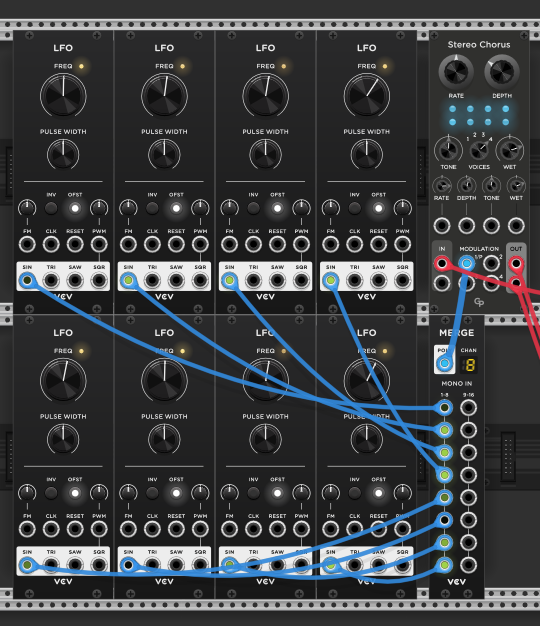 LFO LFO LFO LFO Stereo Chorus
FREQ FREQ FREQ FREQ
RATE DEPTH
PULSE WIDTH PULSE WIDTH PULSE WIDTH PULSE WIDTH
1 2 3 4
TONE VOICES WET
INV OFST INV OFST INV OFST INV OFST
RATE DEPTH TONE WET
FM CLK RESET PWM FM CLK RESET PWM FM CLK RESET PWM FM CLK RESET PWM
IN MODULATION OUT
1/P 2
SIN TRI SAW SQR SIN TRI SAW SQR SIN TRI SAW SQR SIN TRI SAW SQR
4
VCV VCV VCV VCV
LFO LFO LFO LFO MERGE
FREQ FREQ FREQ FREQ CHAN
8
MONO IN
1-8 9-16
PULSE WIDTH PULSE WIDTH PULSE WIDTH PULSE WIDTH
INV OFST INV OFST INV OFST INV OFST
FM CLK RESET PWM FM CLK RESET PWM FM CLK RESET PWM FM CLK RESET
SIN TRI SAW SQR SIN TRI SAW SQR SIN TRI SAW SQR SIN TRI SAW SQR
VCV VCV VCV VCV VCV